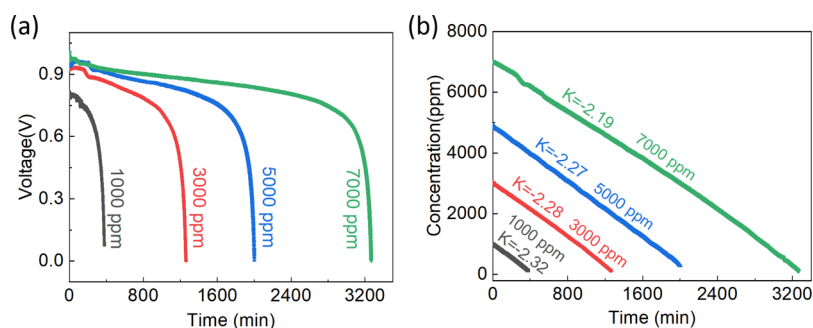 (a)
Voltage(V)
0.9
0.6
0.3
0.0
0
800
1600
2400
3200
Time (min)
1000 ppm
3000 ppm
5000 ppm
7000 ppm
(b)
Concentration(ppm)
8000
6000
4000
2000
0
0
800
1600
2400
3200
Time (min)
K=-2.19 7000 ppm
K=-2.27 5000 ppm
K=-2.28 3000 ppm
1000 ppm
K=-2.32